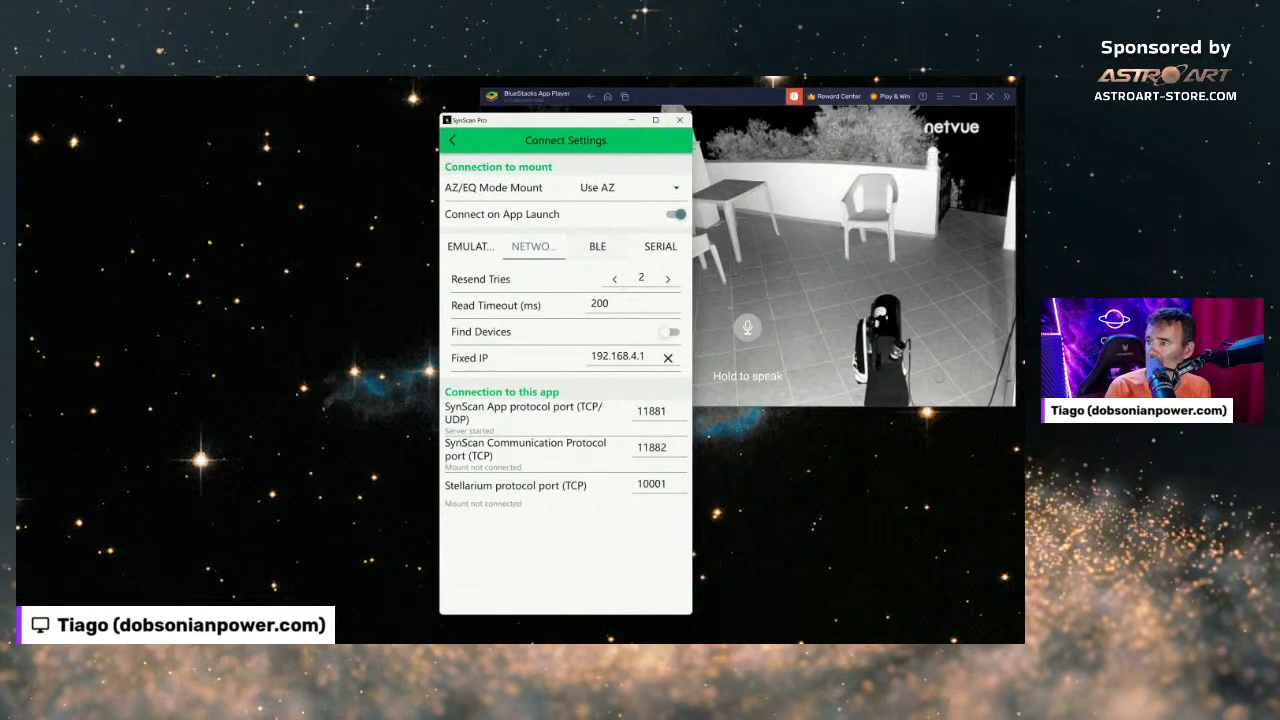 Sponsored by
ASTROART
ASTROART-STORE.COM
BlueStacks App Player
Reward Center
Play & Win
SynScan Pro
Connect Settings
netvue
Connection to mount
AZ/EQ Mode Mount Use AZ
Connect on App Launch
EMULAT... NETWO... BLE SERIAL
Resend Tries 2
Read Timeout (ms) 200
Find Devices
Fixed IP 192.168.4.1
Hold to speak
Connection to this app
SynScan App protocol port (TCP/
UDP)
11881
Server started
SynScan Communication Protocol
port (TCP)
11882
Mount not connected
Stellarium protocol port (TCP) 10001
Mount not connected
Tiago (dobsonianpower.com)
Tiago (dobsonianpower.com)